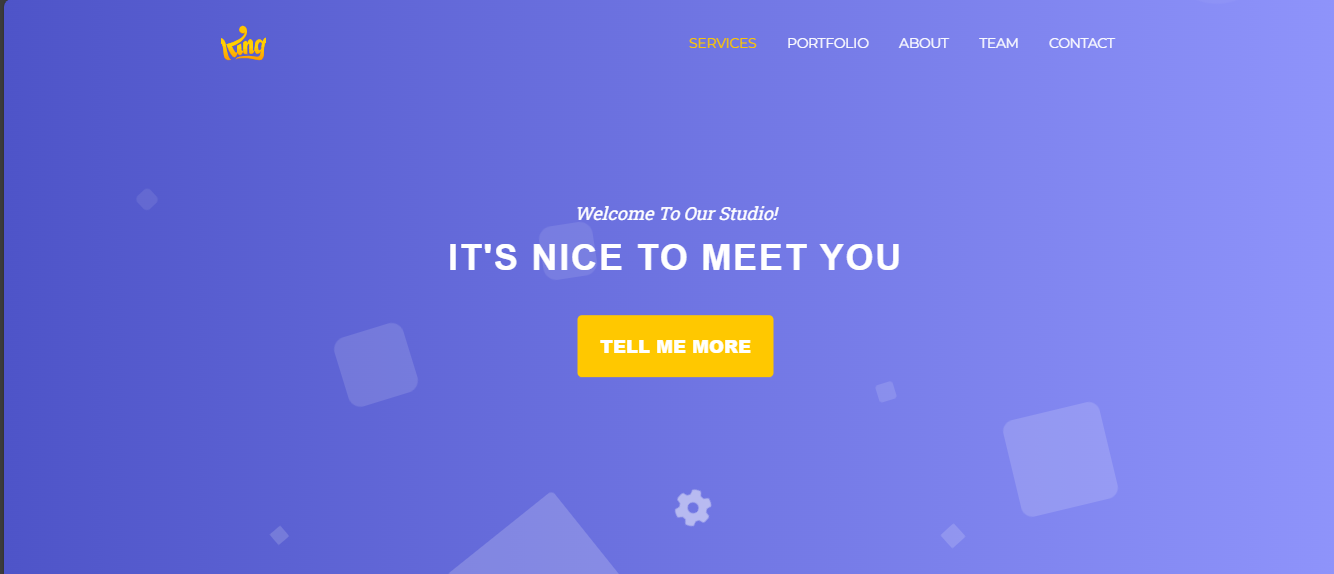 King
SERVICES PORTFOLIO ABOUT TEAM CONTACT
Welcome To Our Studio!
IT'S NICE TO MEET YOU
TELL ME MORE